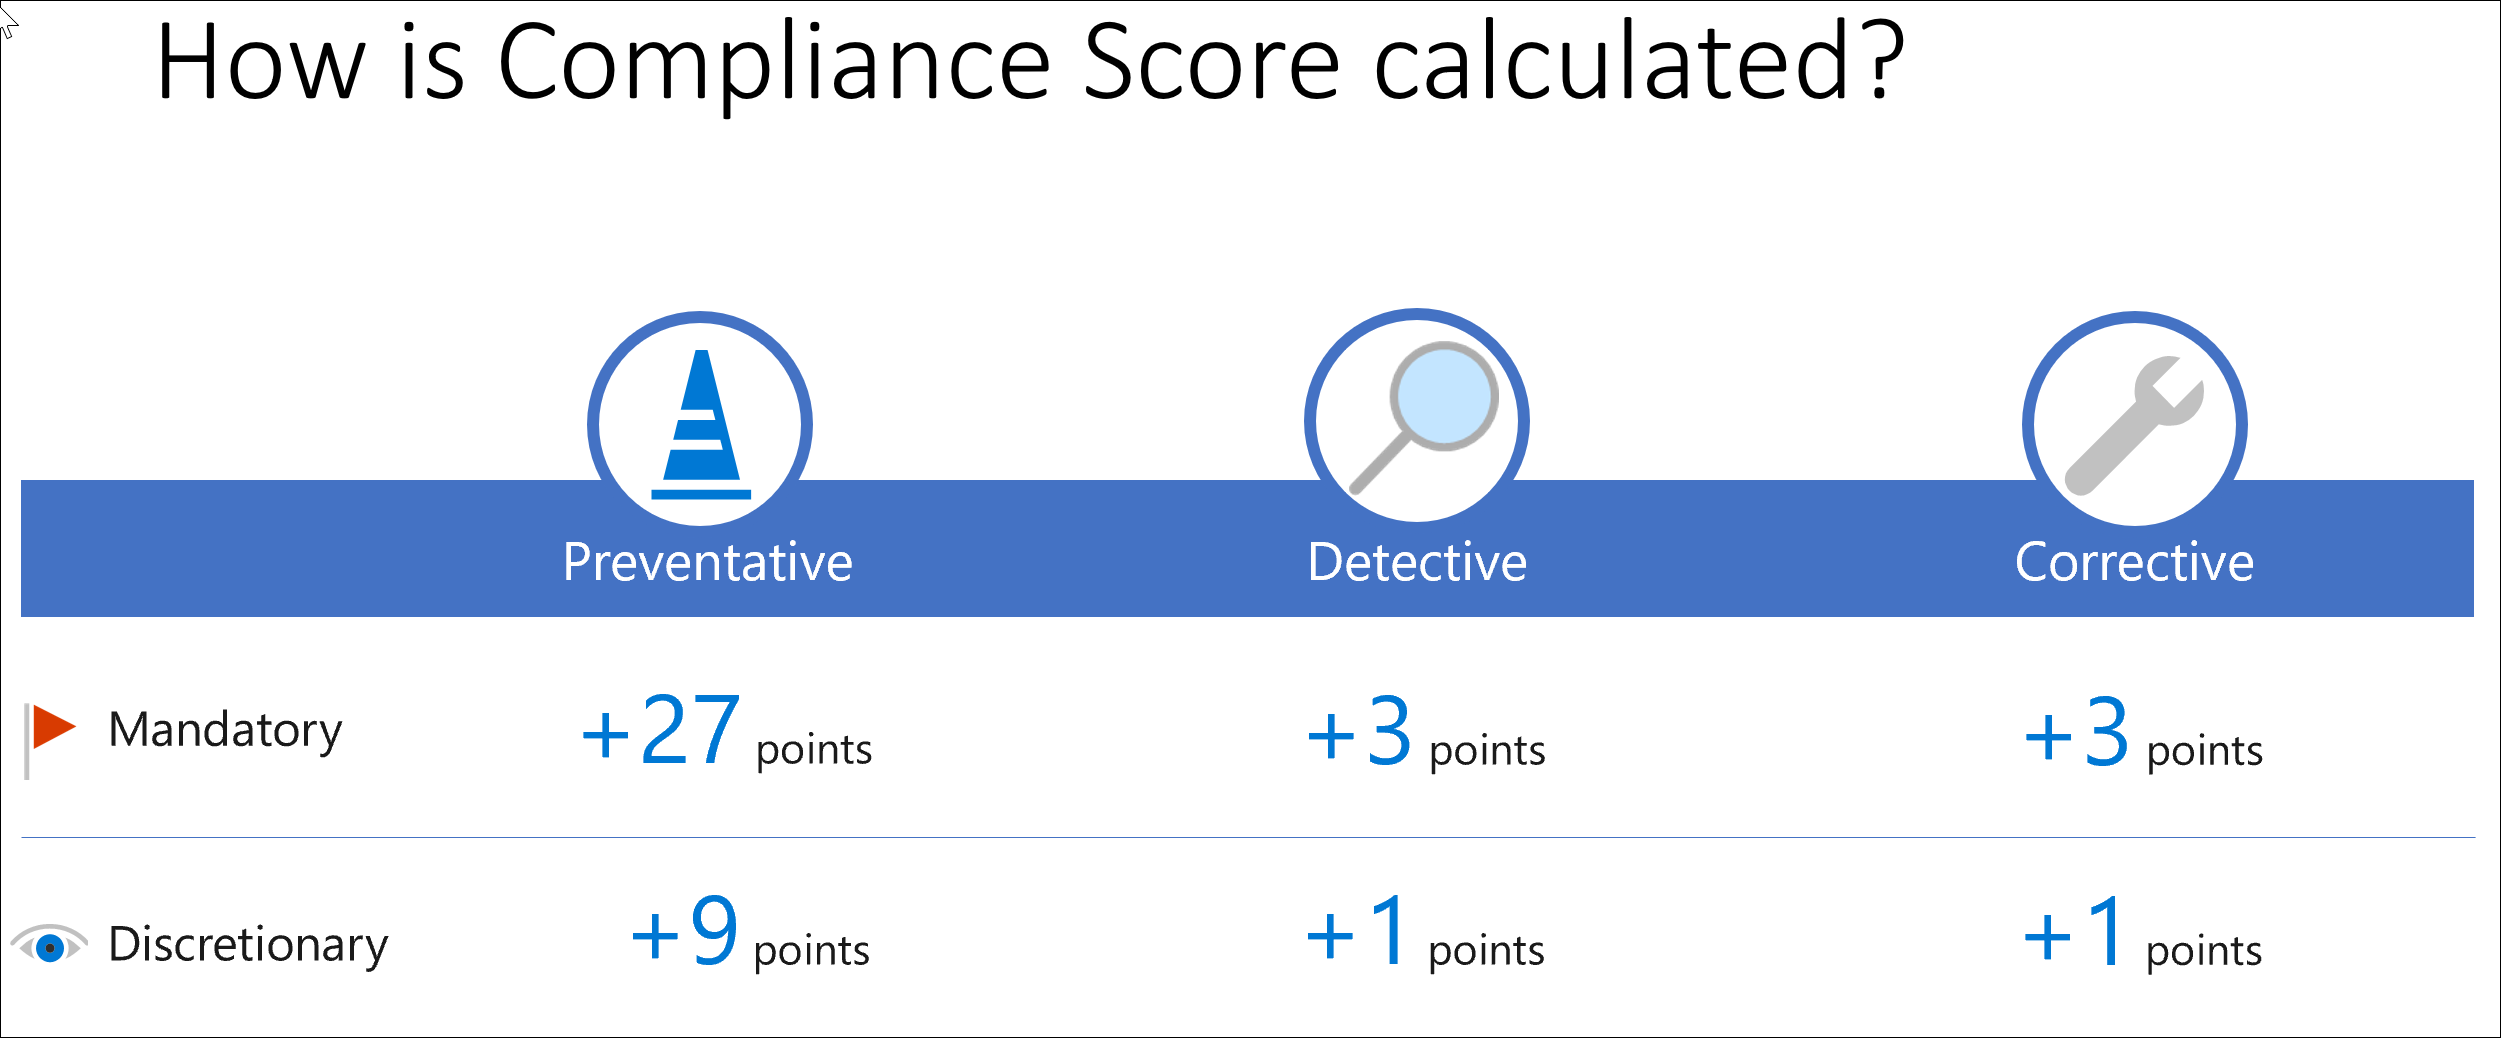 How is Compliance Score calculated?
Preventative Detective Corrective
Mandatory +27 points +3 points +3 points
Discretionary +9 points +1 points +1 points